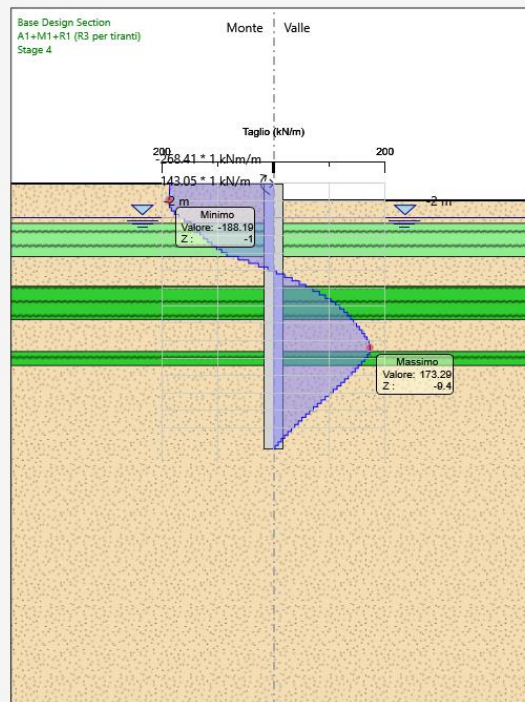 Base Design Section
A1+M1+R1 (R3 per tiranti)
Stage 4
Monte Valle
Taglio (kN/m)
200 200
-268.41 * 1 kNm/m
-143.05 * 1 kN/m
-2 m -2 m
Minimo
Valore: -188.19
Z : -1
Massimo
Valore: 173.29
Z : -9.4